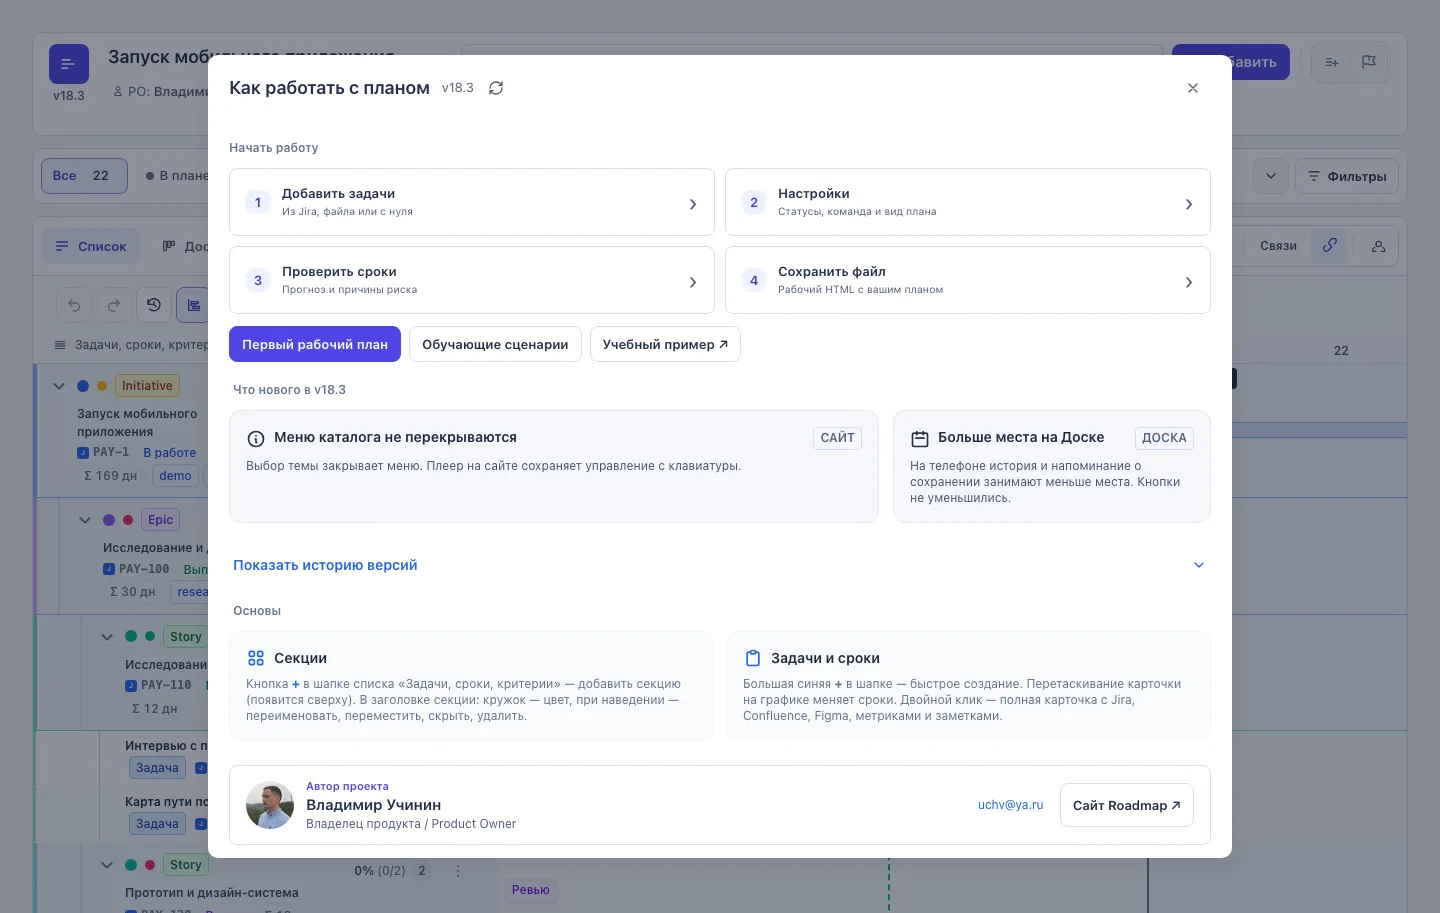 v18.3
РО:
Добавить
Как работать с планом v18.3
Начать работу
1 Добавить задачи
Из Jira, файла или с нуля
2 Настройки
Статусы, команда и вид плана
3 Проверить сроки
Прогноз и причины риска
4 Сохранить файл
Рабочий HTML с вашим планом
Первый рабочий план
Обучающие сценарии
Учебный пример ↗
Что нового в v18.3
Меню каталога не перекрываются
САЙТ
Выбор темы закрывает меню. Плеер на сайте сохраняет управление с клавиатуры.
Больше места на Доске
ДОСКА
На телефоне история и напоминание о
сохранении занимают меньше места. Кнопки
не уменьшились.
Показать историю версий
Основы
Секции
Кнопка + в шапке списка «Задачи, сроки, критерии» — добавить секцию
(появится сверху). В заголовке секции: кружок — цвет, при наведении —
переименовать, переместить, скрыть, удалить.
Задачи и сроки
Большая синяя + в шапке — быстрое создание. Перетаскивание карточки
на графике меняет сроки. Двойной клик — полная карточка с Jira,
Confluence, Figma, метриками и заметками.
Автор проекта
Владимир Учинин
Владелец продукта / Product Owner
uchv@ya.ru
Сайт Roadmap ↗
Все 22
В плане
Фильтры
Список
Связи
Задачи, сроки,
22
Initiative
Запуск мобильного
приложения
PAY-1 В работе
Σ 169 дн demo
Epic
Исследование и
PAY-100
Σ 30 дн
Story
PAY-110
Σ 12 дн
Интервью с
Задача
Карта пути
Задача
Story
0% (0/2) 2
Прототип и дизайн-система
Ревью